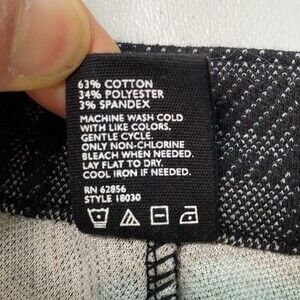 63% COTTON
34% POLYESTER
3% SPANDEX
MACHINE WASH COLD
WITH LIKE COLORS,
GENTLE CYCLE.
ONLY NON-CHLORINE
BLEACH WHEN NEEDED.
LAY FLAT TO DRY.
COOL IRON IF NEEDED.
RN 62856
STYLE 18030